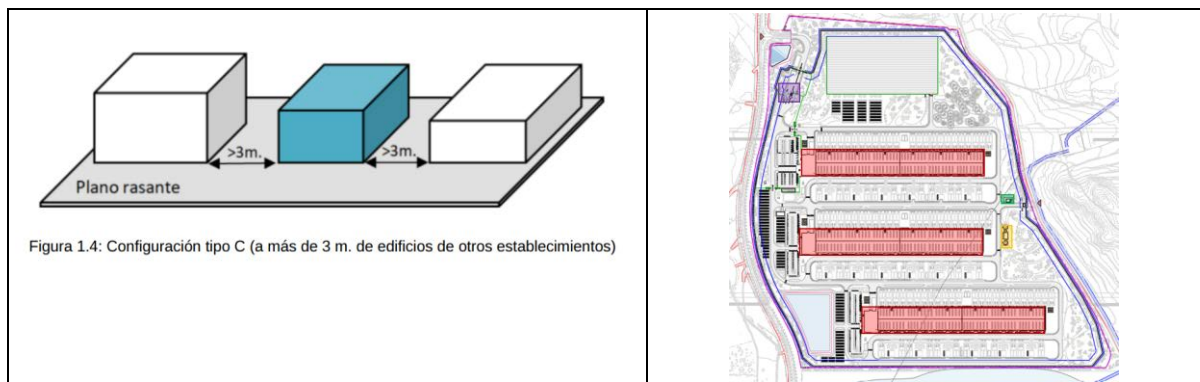 >3m.
>3m.
Plano rasante
Figura 1.4: Configuración tipo C (a más de 3 m. de edificios de otros establecimientos)